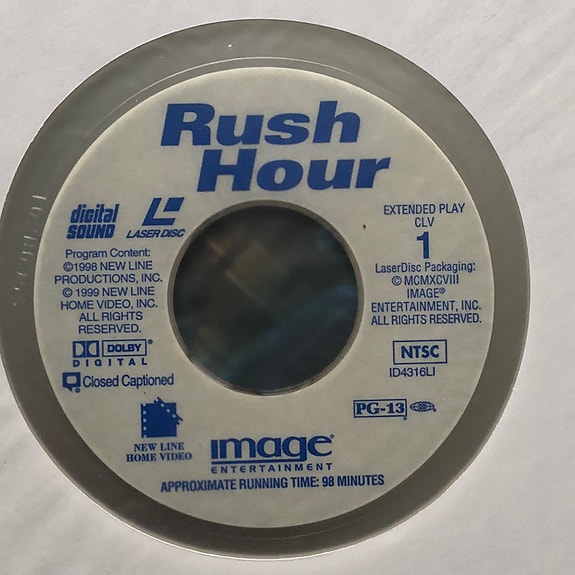 Rush
Hour
digital
SOUND
LASERDISC
Program Content:
©1998 NEW LINE
PRODUCTIONS, INC.
© 1999 NEW LINE
HOME VIDEO, INC.
ALL RIGHTS
RESERVED.
DOLBY
DIGITAL
Closed Captioned
NEW LINE
HOME VIDEO
EXTENDED PLAY
CLV
1
LaserDisc Packaging:
© MCMXCVIII
IMAGE®
ENTERTAINMENT, INC.
ALL RIGHTS RESERVED.
NTSC
ID4316LI
PG-13
image®
ENTERTAINMENT
APPROXIMATE RUNNING TIME: 98 MINUTES